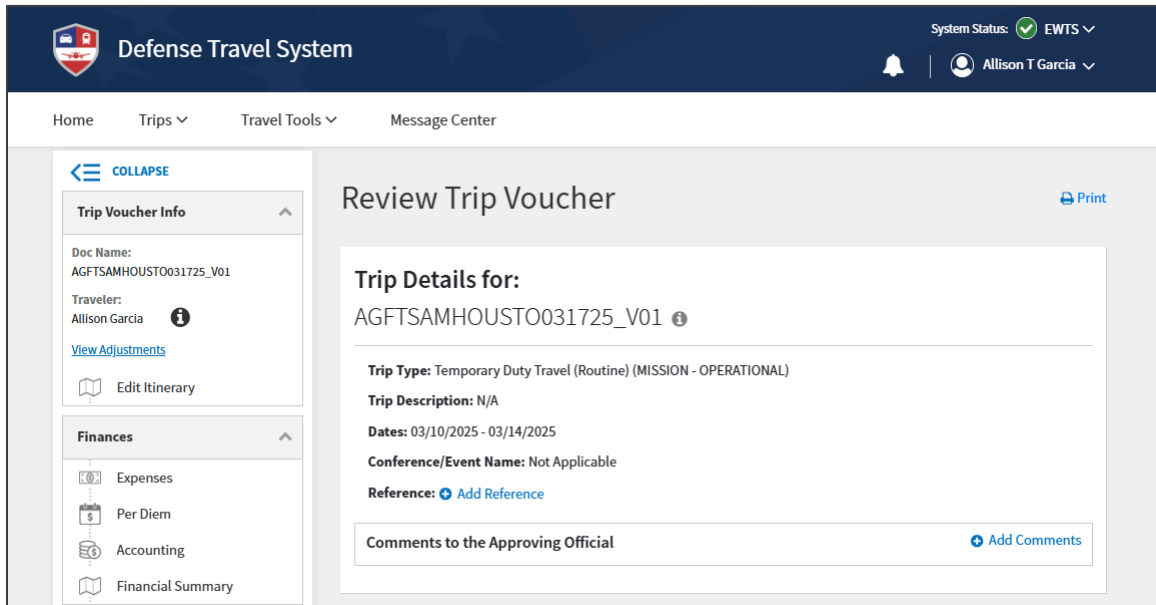 System Status: EWTS
Defense Travel System
Allison T Garcia
Home Trips Travel Tools Message Center
COLLAPSE
Trip Voucher Info
Doc Name:
AGFTSAMHOUSTO031725_V01
Traveler:
Allison Garcia
View Adjustments
Edit Itinerary
Finances
Expenses
Per Diem
Accounting
Financial Summary
Review Trip Voucher
Print
Trip Details for:
AGFTSAMHOUSTO031725_V01
Trip Type: Temporary Duty Travel (Routine) (MISSION - OPERATIONAL)
Trip Description: N/A
Dates: 03/10/2025 - 03/14/2025
Conference/Event Name: Not Applicable
Reference: Add Reference
Comments to the Approving Official Add Comments